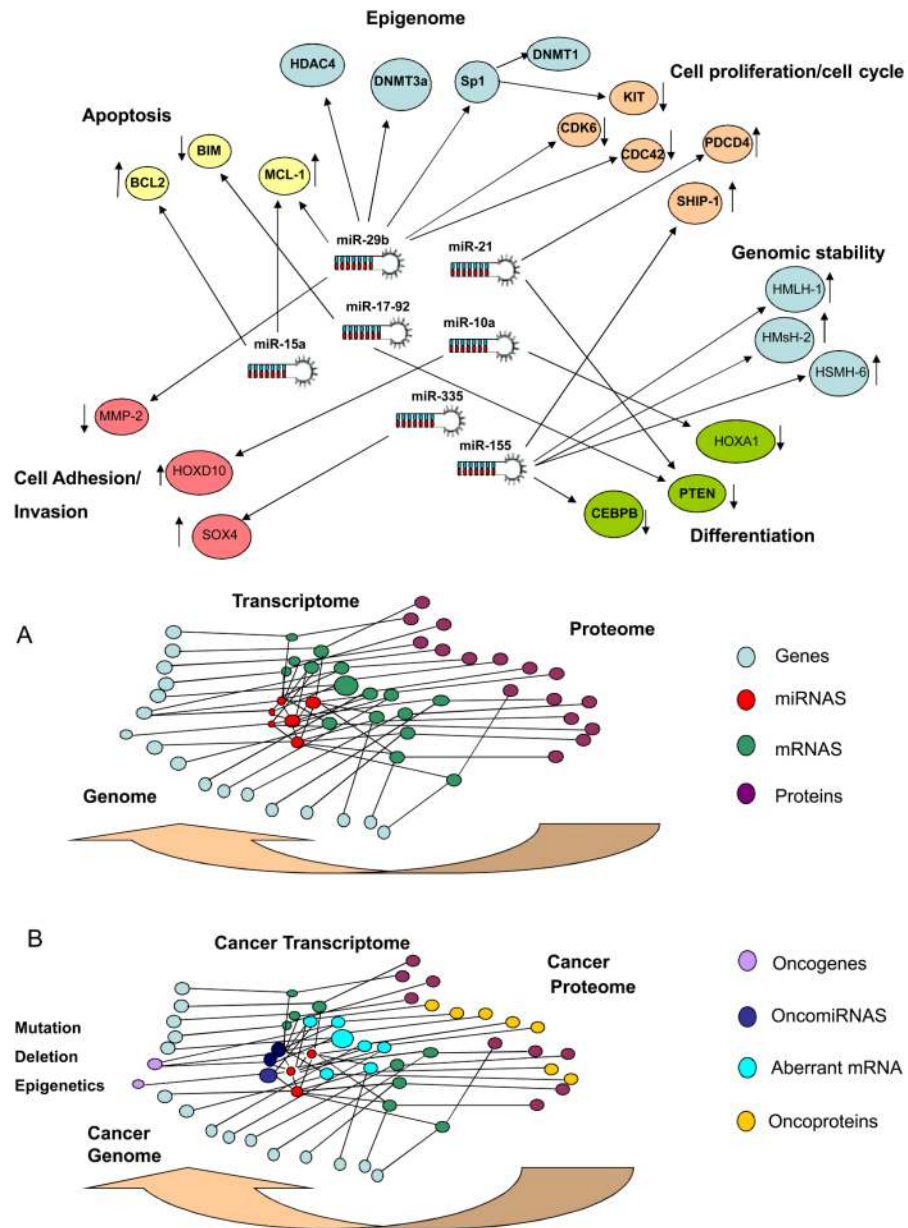 Epigenome
HDAC4
DNMT3a
Sp1
DNMT1
Cell proliferation/cell cycle
KIT
CDK6
CDC42
PDCD4
SHIP-1
Apoptosis
BIM
BCL2
MCL-1
miR-29b
miR-21
miR-17-92
miR-10a
miR-15a
miR-335
miR-155
Genomic stability
HMLH-1
HMsH-2
HSMH-6
MMP-2
HOXD10
SOX4
Cell Adhesion/
Invasion
HOXA1
PTEN
CEBPB
Differentiation
A
Transcriptome
Proteome
Genome
Genes
miRNAS
mRNAS
Proteins
B
Cancer Transcriptome
Cancer
Proteome
Mutation
Deletion
Epigenetics
Cancer
Genome
Oncogenes
OncomiRNAS
Aberrant mRNA
Oncoproteins